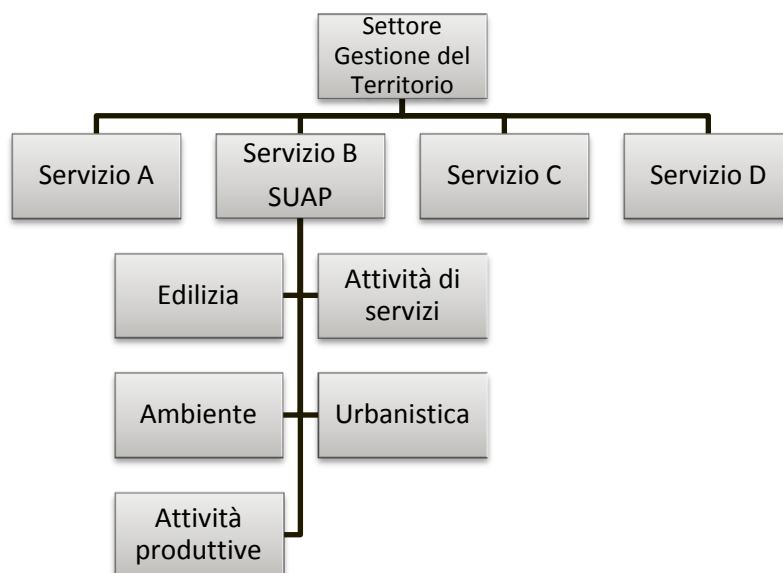 Settore
Gestione del
Territorio
Servizio A
Servizio B
SUAP
Servizio C
Servizio D
Edilizia
Attività di
servizi
Ambiente
Urbanistica
Attività
produttive